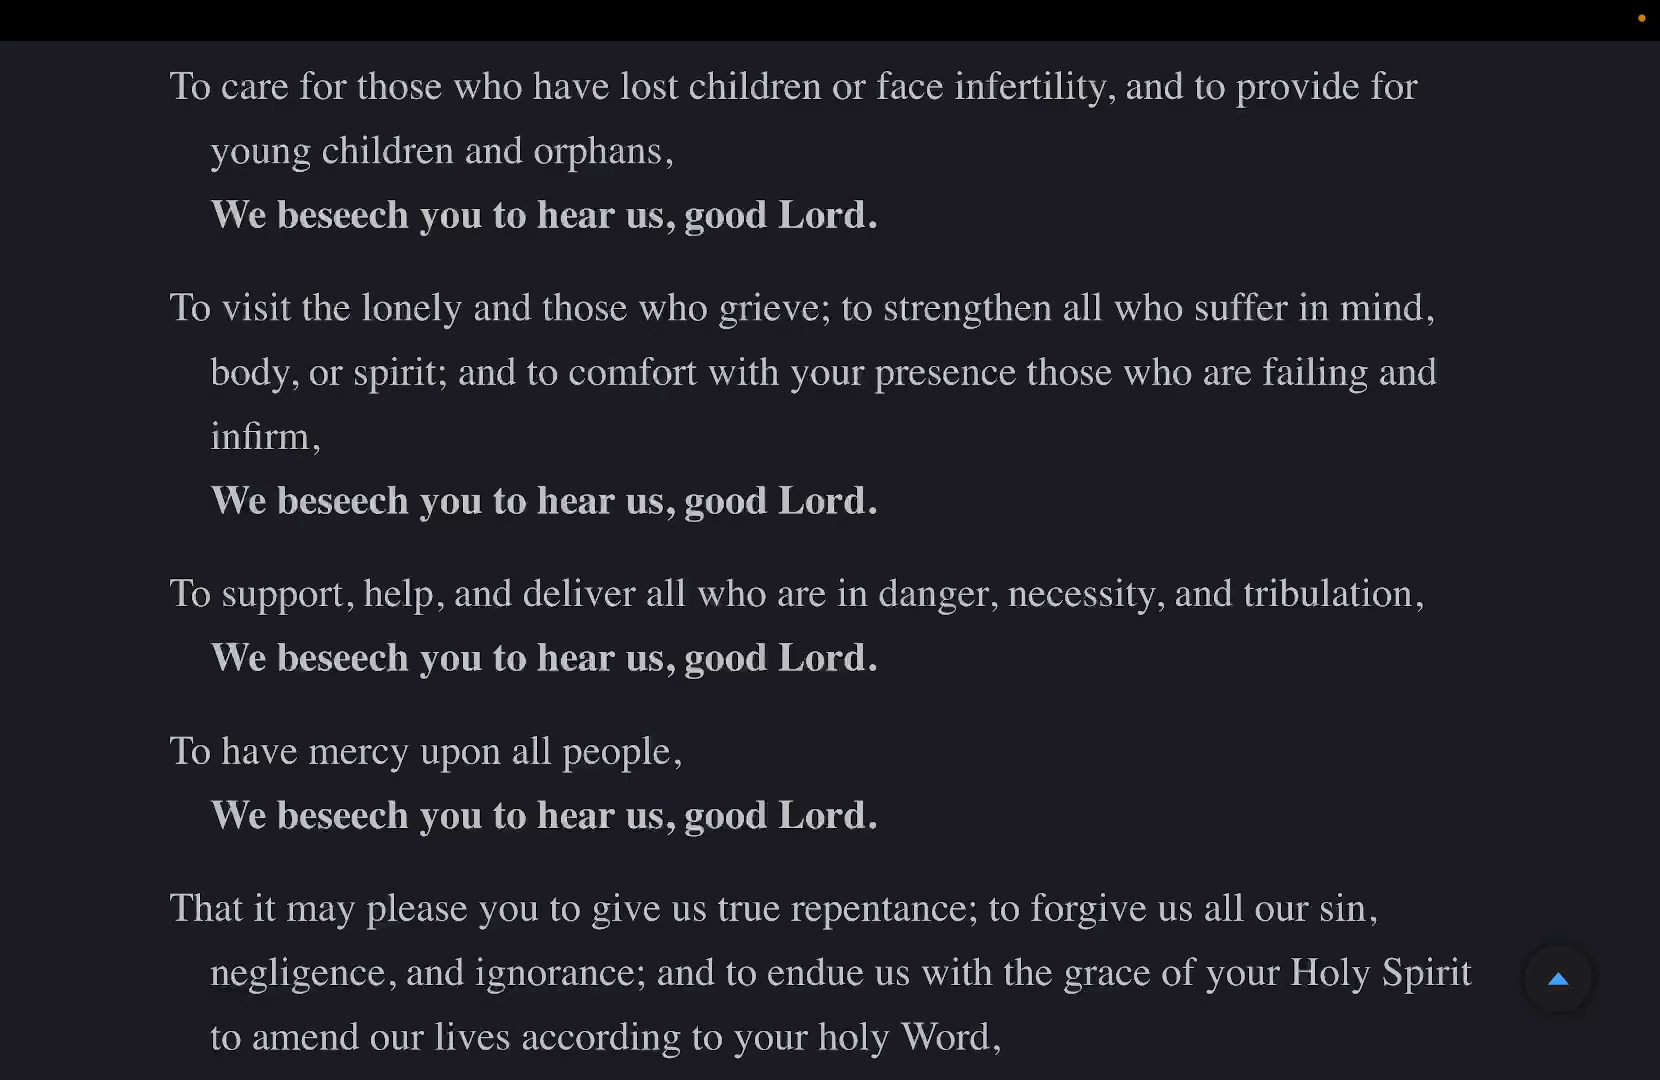 To care for those who have lost children or face infertility, and to provide for
young children and orphans,
We beseech you to hear us, good Lord.
To visit the lonely and those who grieve; to strengthen all who suffer in mind,
body, or spirit; and to comfort with your presence those who are failing and
infirm,
We beseech you to hear us, good Lord.
To support, help, and deliver all who are in danger, necessity, and tribulation,
We beseech you to hear us, good Lord.
To have mercy upon all people,
We beseech you to hear us, good Lord.
That it may please you to give us true repentance; to forgive us all our sin,
negligence, and ignorance; and to endue us with the grace of your Holy Spirit
to amend our lives according to your holy Word,